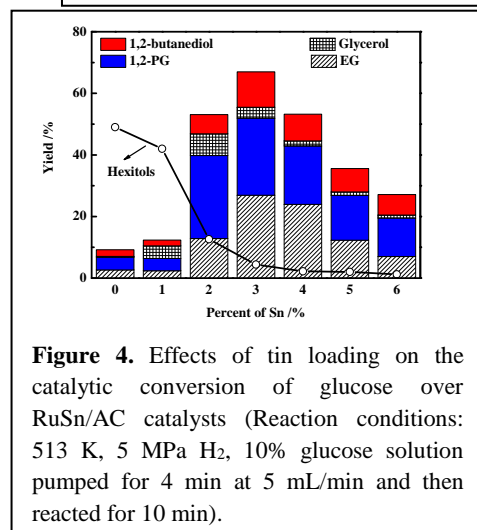 80
60
40
20
0
Yield /%
1,2-butanediol
Glycerol
1,2-PG
EG
Hexitols
0 1 2 3 4 5 6
Percent of Sn /%
Figure 4. Effects of tin loading on the
catalytic conversion of glucose over
RuSn/AC catalysts (Reaction conditions:
513 K, 5 MPa H₂, 10% glucose solution
pumped for 4 min at 5 mL/min and then
reacted for 10 min).